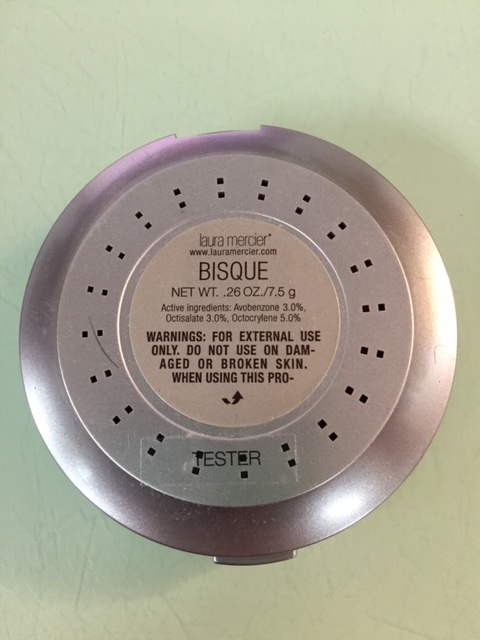 laura mercier®
www.lauramercier.com
BISQUE
NET WT. .26 OZ./7.5 g
Active ingredients: Avobenzone 3.0%,
Octisalate 3.0%, Octocrylene 5.0%
WARNINGS: FOR EXTERNAL USE
ONLY. DO NOT USE ON DAM-
AGED OR BROKEN SKIN.
WHEN USING THIS PRO-
TESTER